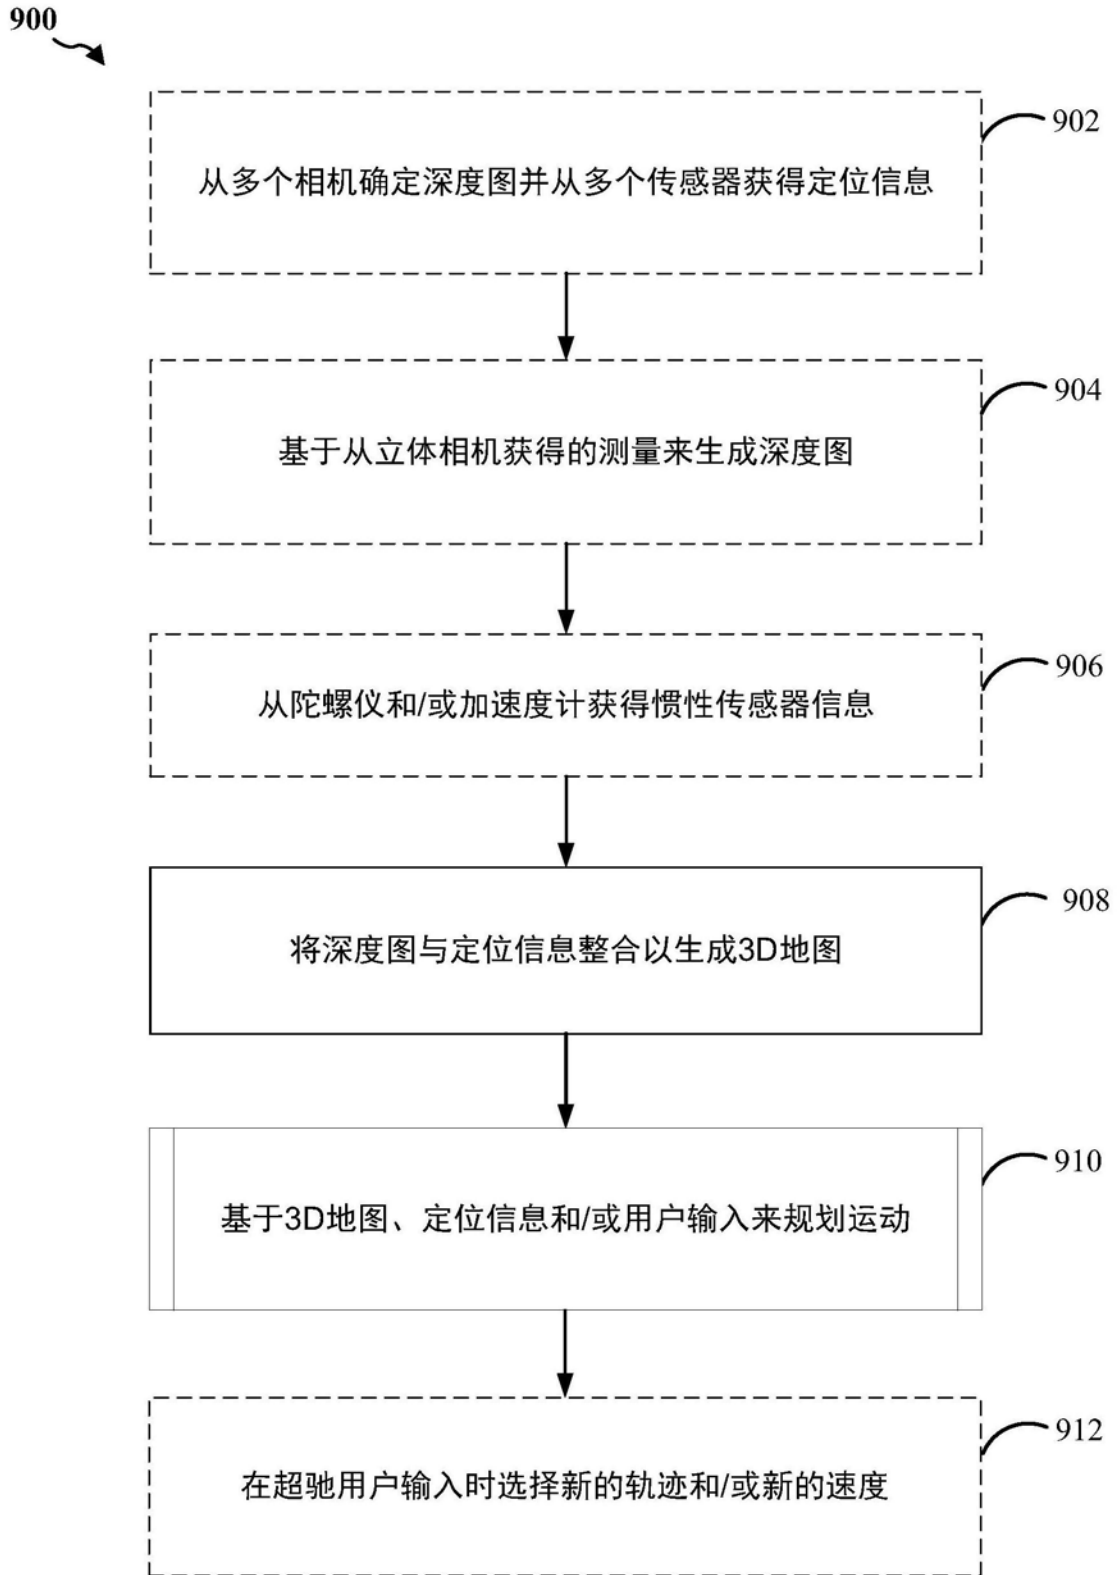 900
902
从多个相机确定深度图并从多个传感器获得定位信息
904
基于从立体相机获得的测量来生成深度图
906
从陀螺仪和/或加速度计获得惯性传感器信息
908
将深度图与定位信息整合以生成3D地图
910
基于3D地图、定位信息和/或用户输入来规划运动
912
在超驰用户输入时选择新的轨迹和/或新的速度